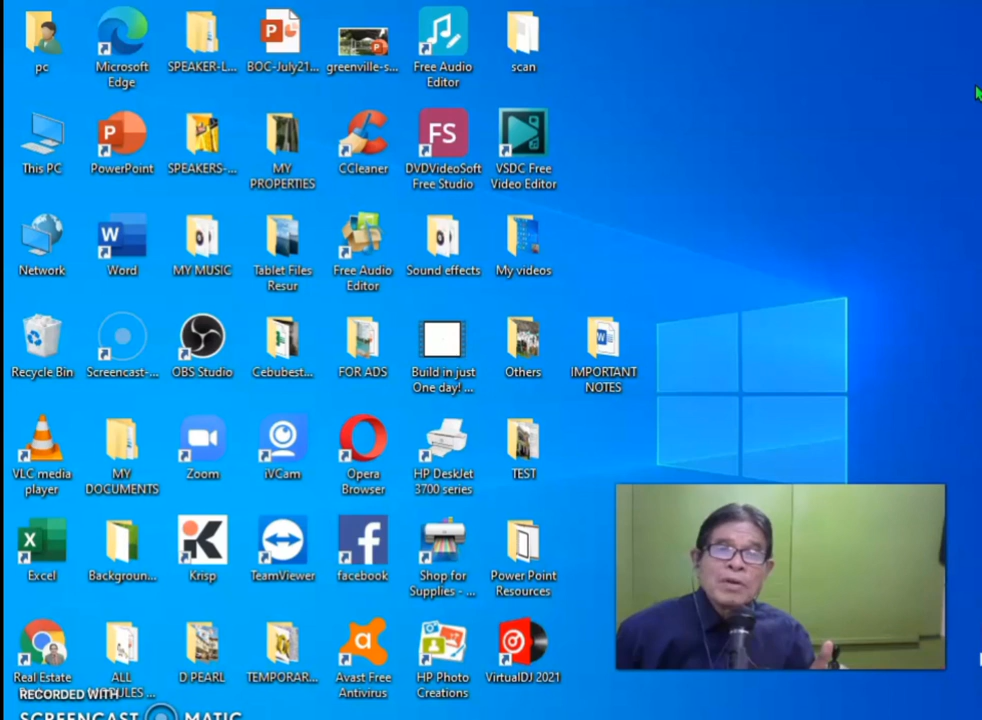 pc
Microsoft
Edge
SPEAKER-L...
BOC-July21...
greenville-s...
Free Audio
Editor
scan
This PC
PowerPoint
SPEAKERS-...
MY
PROPERTIES
CCleaner
FS
DVDVideoSoft
Free Studio
VSDC Free
Video Editor
Network
Word
MY MUSIC
Tablet Files
Resur
Free Audio
Editor
Sound effects
My videos
Recycle Bin
Screencast-...
OBS Studio
Cebubest...
FOR ADS
Build in just
One day! ...
Others
IMPORTANT
NOTES
VLC media
player
MY
DOCUMENTS
Zoom
iVCam
Opera
Browser
HP DeskJet
3700 series
TEST
Excel
Backgroun...
Krisp
TeamViewer
facebook
Shop for
Supplies - ...
Power Point
Resources
Real Estate
ALL
D PEARL
TEMPORAR...
Avast Free
Antivirus
HP Photo
Creations
VirtualDJ 2021
RECORDED WITH
SCREENCAST MATIC